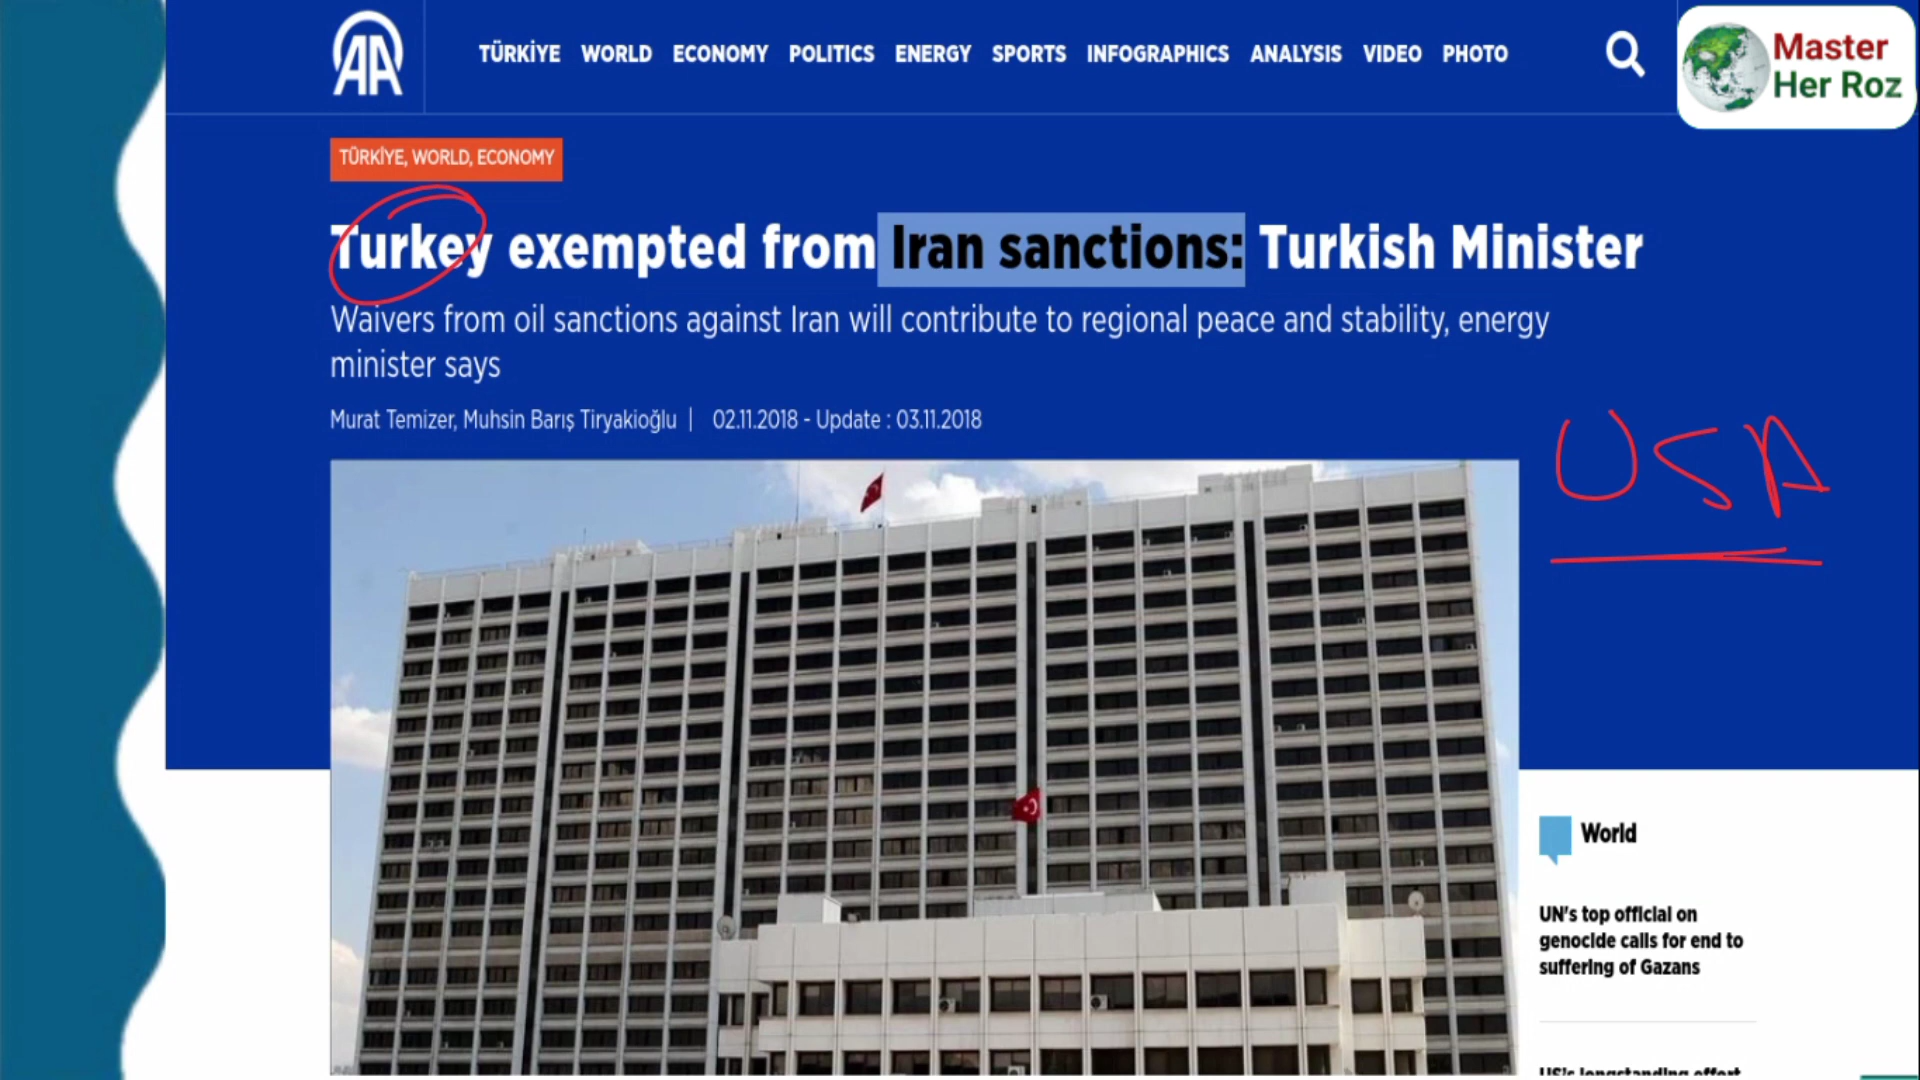 AA
TÜRKİYE WORLD ECONOMY POLITICS ENERGY SPORTS INFOGRAPHICS ANALYSIS VIDEO PHOTO
Master
Her Roz
TÜRKİYE, WORLD, ECONOMY
Turkey exempted from Iran sanctions: Turkish Minister
Waivers from oil sanctions against Iran will contribute to regional peace and stability, energy
minister says
Murat Temizer, Muhsin Barış Tiryakioğlu | 02.11.2018 - Update : 03.11.2018
USA
World
UN's top official on
genocide calls for end to
suffering of Gazans
US's longstanding effort